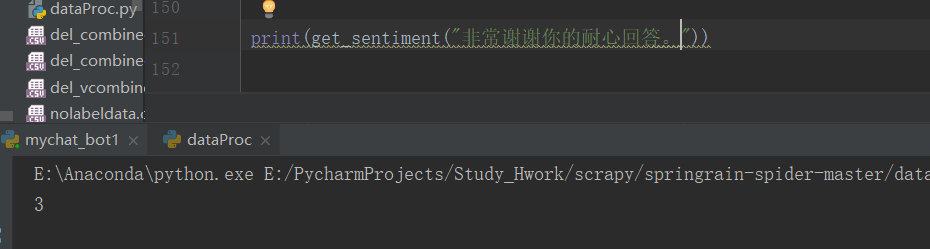 dataProc.py
150
del_combine
151 print(get_sentiment("非常谢谢你的耐心回答。"))
del_combine
152
del_vcombin
nolabeldata.
mychat_bot1 × dataProc ×
E:\Anaconda\python.exe E:/PycharmProjects/Study_Hwork/scrapy/springrain-spider-master/data
3